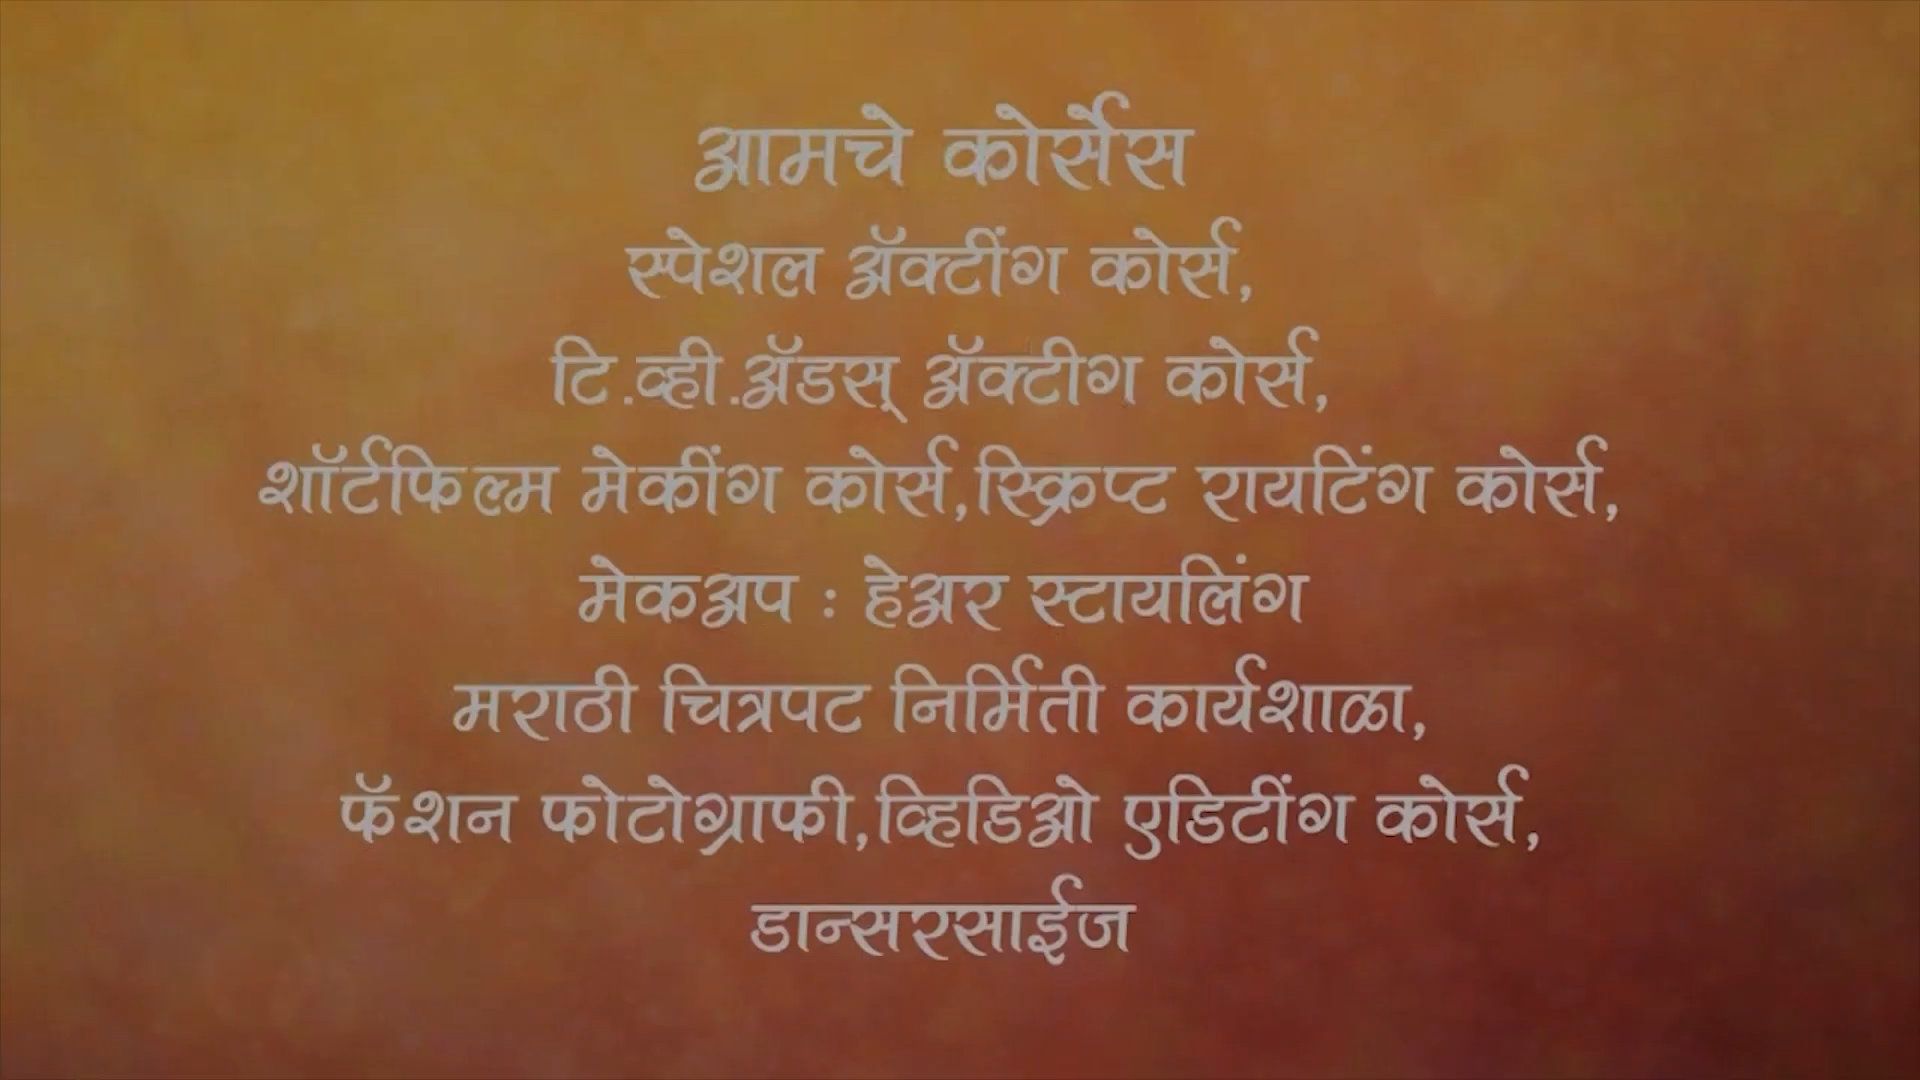 आमचे कोर्सेस
स्पेशल ॲक्टींग कोर्स,
टि.व्ही.ॲडस् ॲक्टीग कोर्स,
शॉर्टफिल्म मेकींग कोर्स,स्क्रिप्ट रायटिंग कोर्स,
मेकअप : हेअर स्टायलिंग
मराठी चित्रपट निर्मिती कार्यशाळा,
फॅशन फोटोग्राफी,व्हिडिओ एडिटींग कोर्स,
डान्सरसाईज